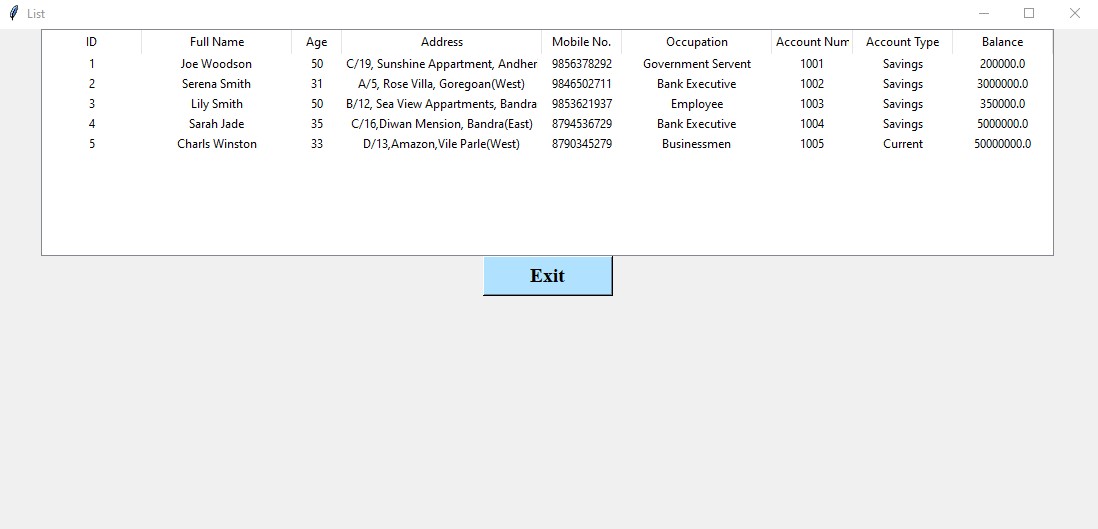 List
ID Full Name Age Address Mobile No. Occupation Account Num Account Type Balance
1 Joe Woodson 50 C/19, Sunshine Appartment, Andher 9856378292 Government Servent 1001 Savings 200000.0
2 Serena Smith 31 A/5, Rose Villa, Goregoan(West) 9846502711 Bank Executive 1002 Savings 3000000.0
3 Lily Smith 50 B/12, Sea View Appartments, Bandra 9853621937 Employee 1003 Savings 350000.0
4 Sarah Jade 35 C/16,Diwan Mension, Bandra(East) 8794536729 Bank Executive 1004 Savings 5000000.0
5 Charls Winston 33 D/13,Amazon,Vile Parle(West) 8790345279 Businessmen 1005 Current 50000000.0
Exit